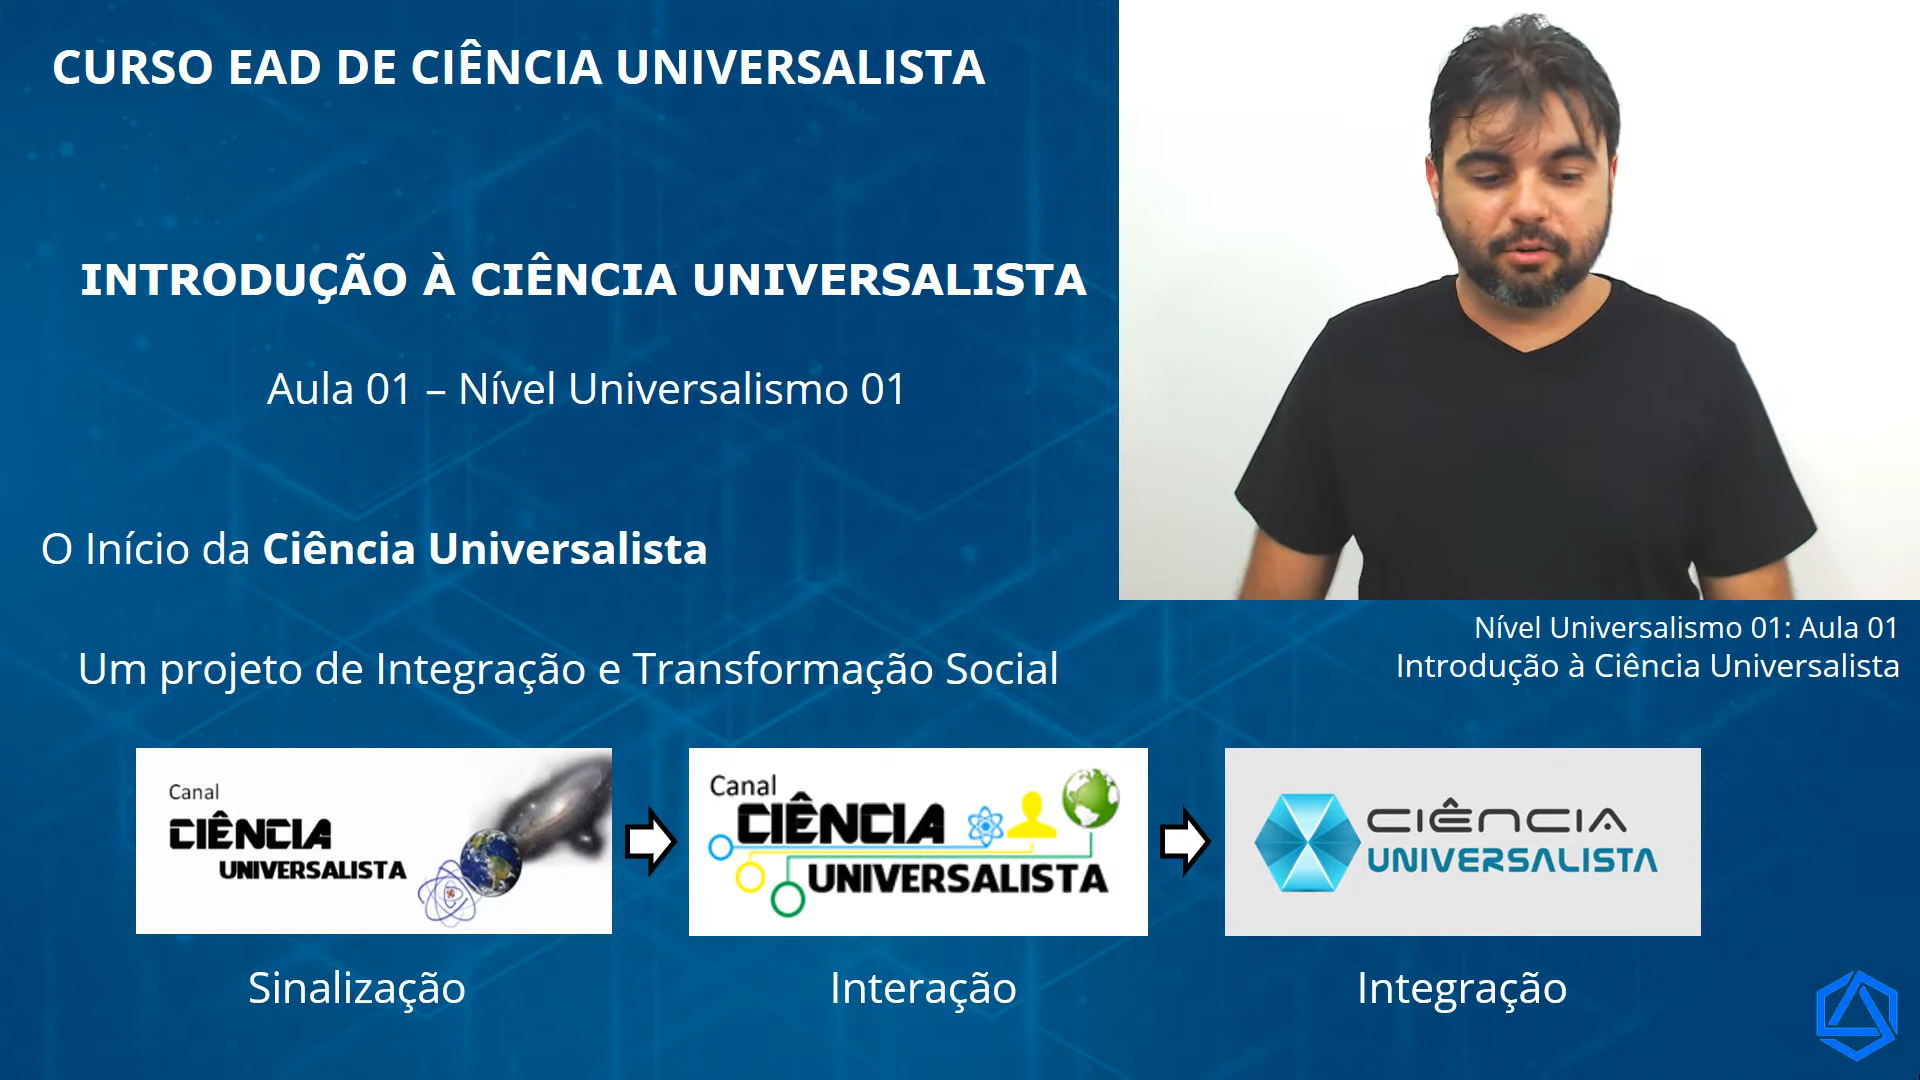 CURSO EAD DE CIÊNCIA UNIVERSALISTA
INTRODUÇÃO À CIÊNCIA UNIVERSALISTA
Aula 01 – Nível Universalismo 01
O Início da Ciência Universalista
Um projeto de Integração e Transformação Social
Nível Universalismo 01: Aula 01
Introdução à Ciência Universalista
Canal
CIÊNCIA
UNIVERSALISTA
Canal
CIÊNCIA
UNIVERSALISTA
CIÊNCIA
UNIVERSALISTA
Sinalização
Interação
Integração